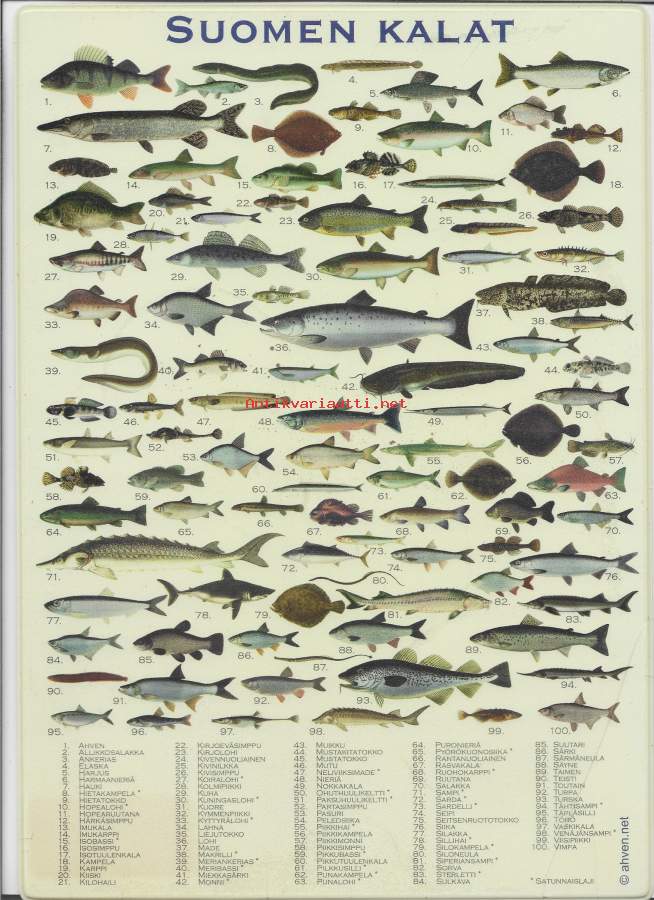 SUOMEN KALAT
1.
2.
3.
4.
5.
6.
7.
8.
9.
10.
11.
12.
13.
14.
15.
16.
17.
18.
19.
20.
21.
22.
23.
24.
25.
26.
27.
28.
29.
30.
31.
32.
33.
34.
35.
36.
37.
38.
39.
40.
41.
42.
43.
44.
45.
46.
47.
Antikvariaatti.net
48.
49.
50.
51.
52.
53.
54.
55.
56.
57.
58.
59.
60.
61.
62.
63.
64.
65.
66.
67.
68.
69.
70.
71.
72.
73.
74.
75.
76.
77.
78.
79.
80.
81.
82.
83.
84.
85.
86.
87.
88.
89.
90.
91.
92.
93.
94.
95.
96.
97.
98.
99.
100.
1. AHVEN
2. ALLIKKOSALAKKA
3. ANKERIAS
4. ELASKA
5. HARJUS
6. HARMAANIERIÄ
7. HAUKI
8. HIETAKAMPELA *
9. HIETATOKKO
10. HOPEALOHI *
11. HOPEARUUTANA
12. HÄRKÄSIMPPU
13. IMUKALA
14. ISOBASSI *
16. ISOSIMPPU
17. ISOTUULENKALA
18. KAMPELA
19. KARPPI
20. KIISKI
21. KILOHAILI
22. KIRJOEVÄSIMPPU
23. KIRJOLOHI
24. KIVENNUOLIAINEN
25. KIVINILKKA
26. KIVISIMPPU
27. KOIRALOHI *
28. KOLMIPIIKKI
29. KUHA
30. KUNINGASLOHI *
31. KUORE
32. KYMMENPIIKKI
33. KYTTYRÄLOHI *
34. LAHNA
35. LIEJUTOKKO
36. LOHI
37. MADE
38. MAKRILLI *
39. MERIANKERIAS *
40. MERIBASSI *
41. MIEKKASÄRKI
42. MONNI *
43. MUIKKU
44. MUSTAPÄÄTOKKO
45. MUSTATOKKO
46. MUTU
47. NELIVIIKSIMADE *
48. NIERIÄ
49. NOKKAKALA
50. OHUTHUULIKELTTI *
51. PAKSUHUULIKELTTI *
52. PARTASIMPPU
53. PASURI
54. PELEDSIIKA
55. PIIKKIHAI *
56. PIIKKIKAMPELA
57. PIIKKIMONNI
58. PIIKKISIMPPU
59. PIKKUBASSI *
60. PIKKUTUULENKALA
61. PILKKUSILLI *
62. PUNAKAMPELA *
63. PUNALOHI *
64. PURONIERIÄ
65. PYÖRÖKUONOSIIKA *
66. RANTANUOLIAINEN
67. RASVAKALA
68. RUOHOKARPPI *
69. RUUTANA
70. SALAKKA
71. SAMPI *
72. SARDA *
73. SARDELLI *
74. SEIPI
75. SEITSENRUOTOTOKKO
76. SIIKA
77. SILAKKA
78. SILLIHAI *
79. SILOKAMPELA *
80. SILONEULA
81. SIPERIANSAMPI *
82. SORVA
83. STERLETTI *
84. SULKAVA
85. SUUTARI
86. SÄRKI
87. SÄRMÄNEULA
88. SÄYNE
89. TAIMEN
90. TEISTI
91. TOUTAIN
92. TURPA
93. TURSKA
94. TÄHTISAMPI *
95. TÄPLÄSILLI
96. TÖRÖ
97. VASKIKALA
98. VENÄJÄNSAMPI *
99. VIISIPIIKKI
100. VIMPA
* SATUNNAISLAJI
© ahven.net